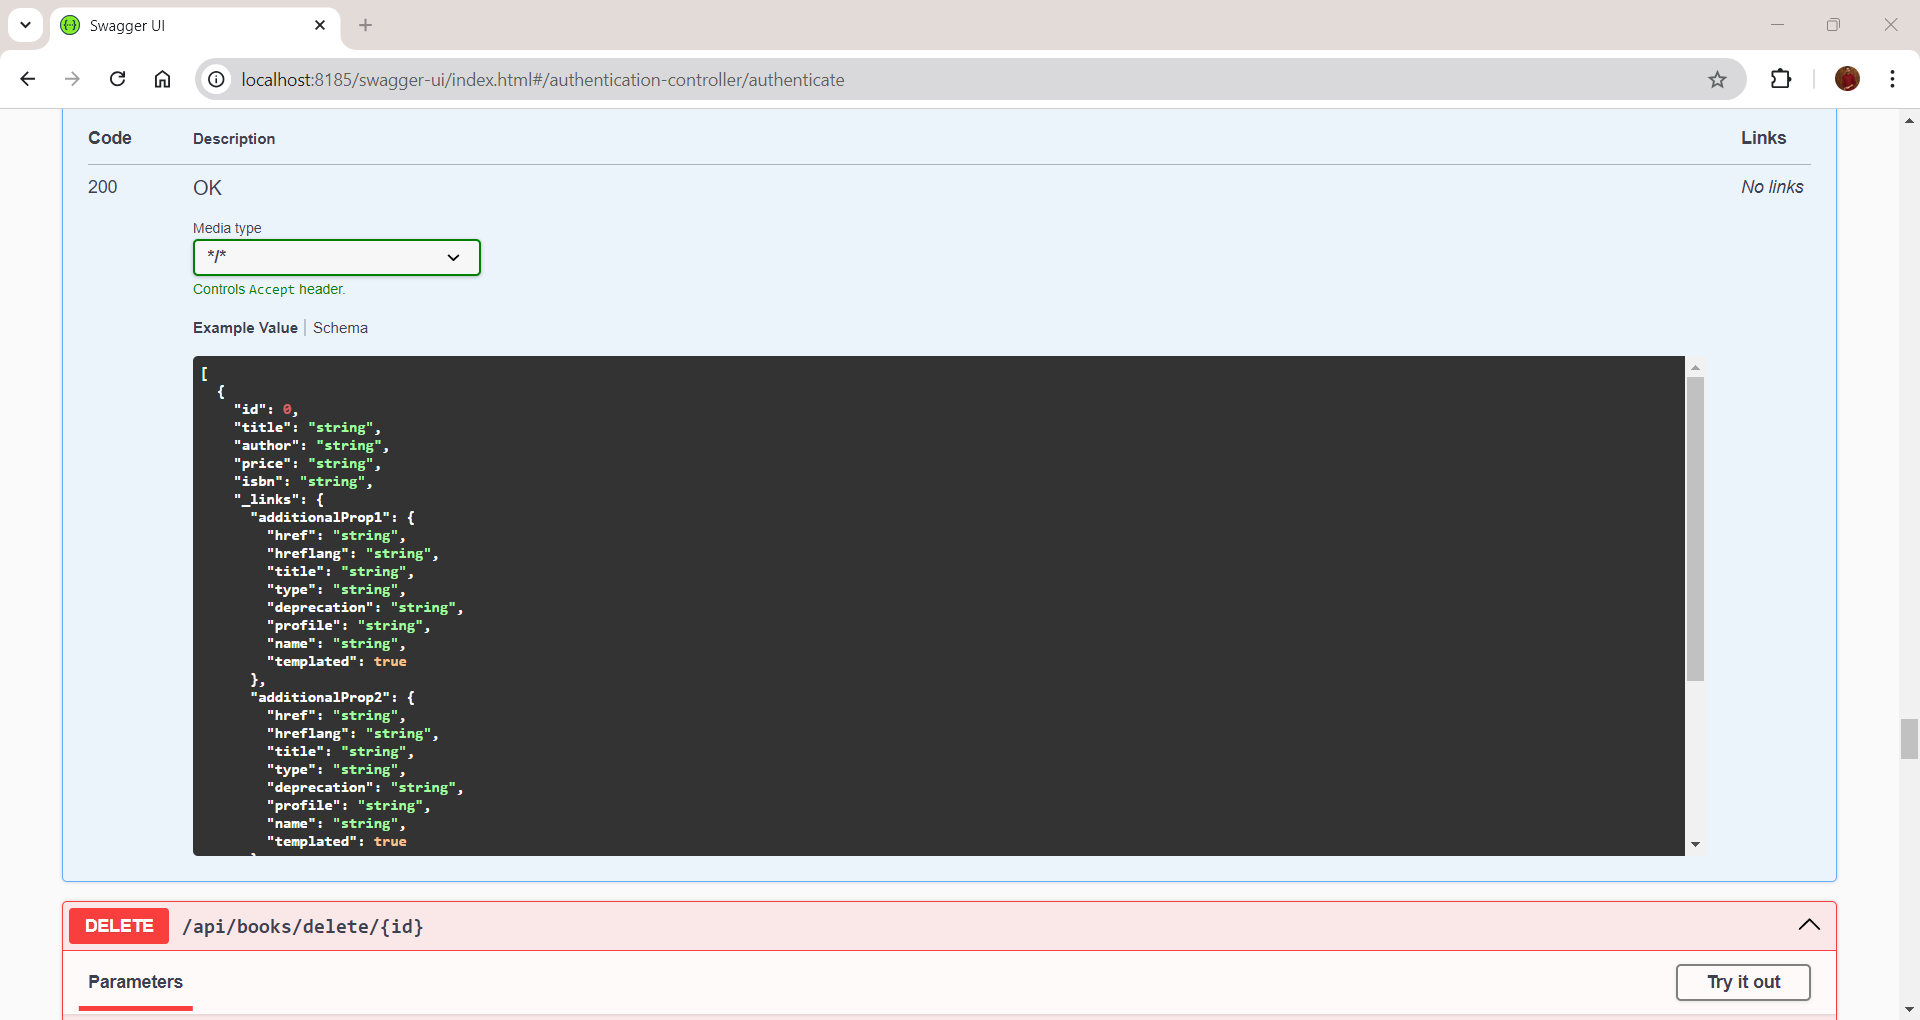 Swagger UI
localhost:8185/swagger-ui/index.html#/authentication-controller/authenticate
Code Description Links
200 OK No links
Media type
*/*
Controls Accept header.
Example Value Schema
[
{
"id": 0,
"title": "string",
"author": "string",
"price": "string",
"isbn": "string",
"_links": {
"additionalProp1": {
"href": "string",
"hreflang": "string",
"title": "string",
"type": "string",
"deprecation": "string",
"profile": "string",
"name": "string",
"templated": true
},
"additionalProp2": {
"href": "string",
"hreflang": "string",
"title": "string",
"type": "string",
"deprecation": "string",
"profile": "string",
"name": "string",
"templated": true
DELETE /api/books/delete/{id}
Parameters Try it out